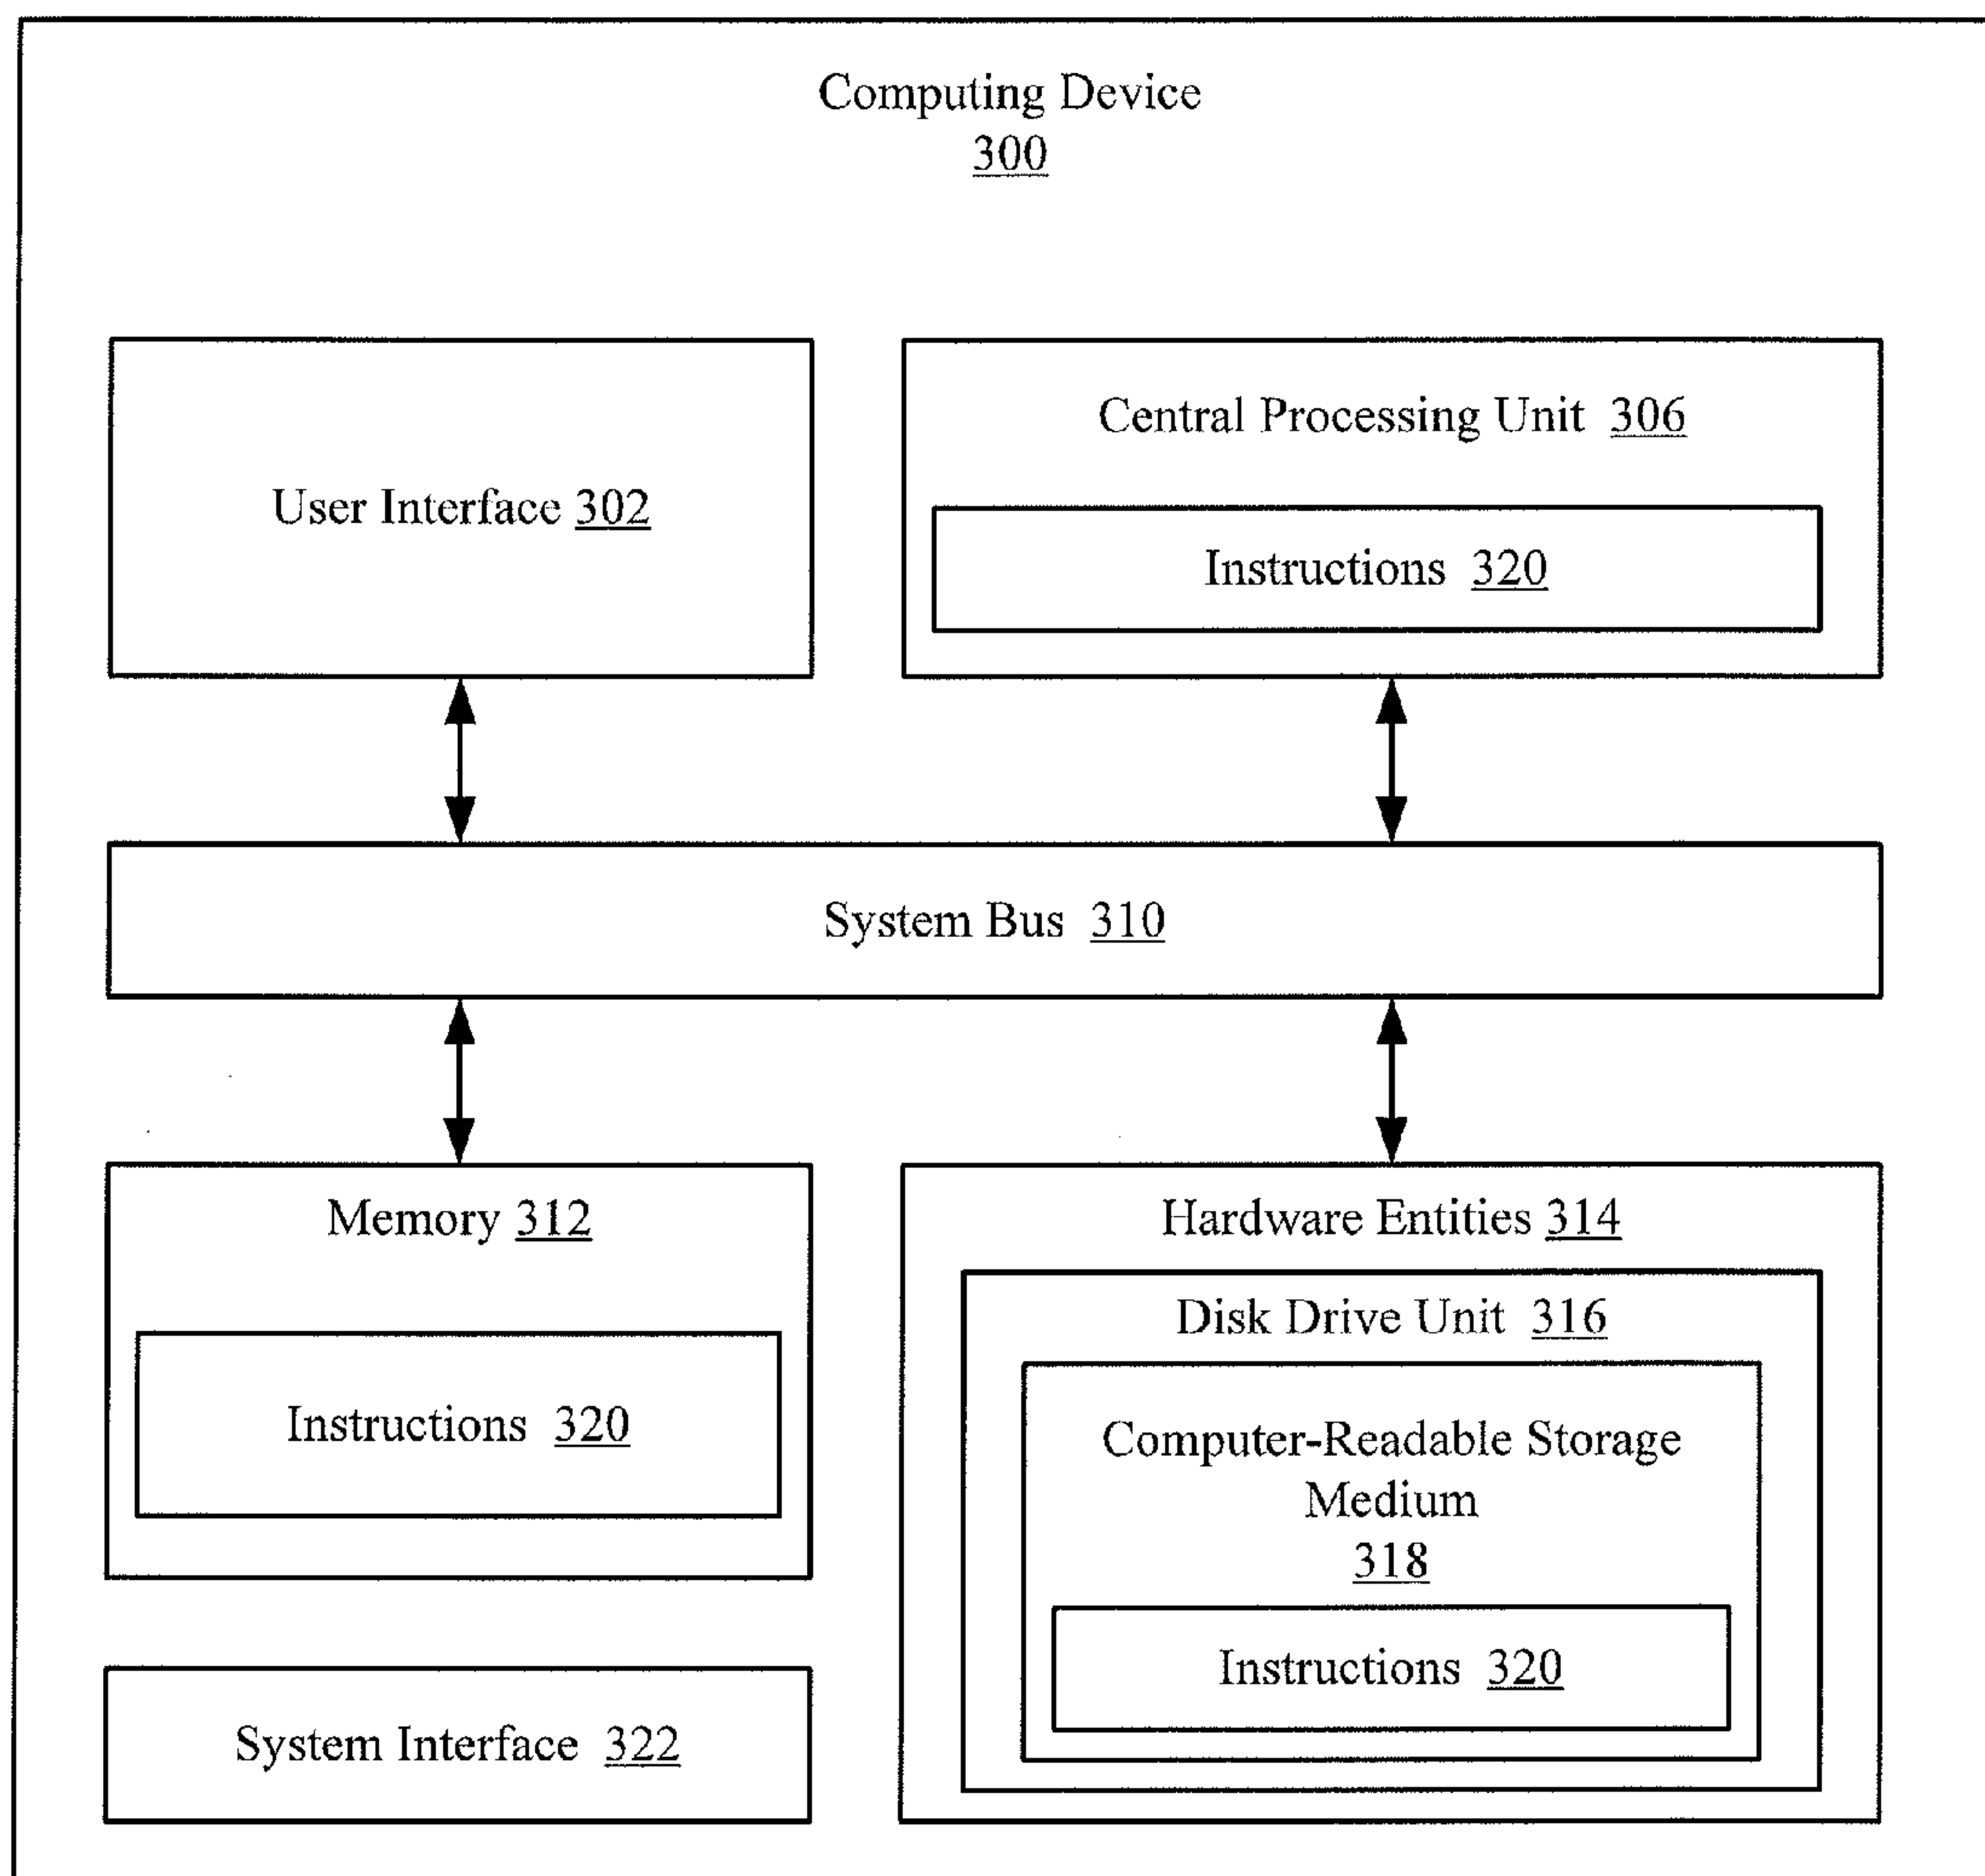 Computing Device
300
User Interface 302
Central Processing Unit 306
Instructions 320
System Bus 310
Memory 312
Instructions 320
Hardware Entities 314
Disk Drive Unit 316
Computer-Readable Storage
Medium
318
Instructions 320
System Interface 322